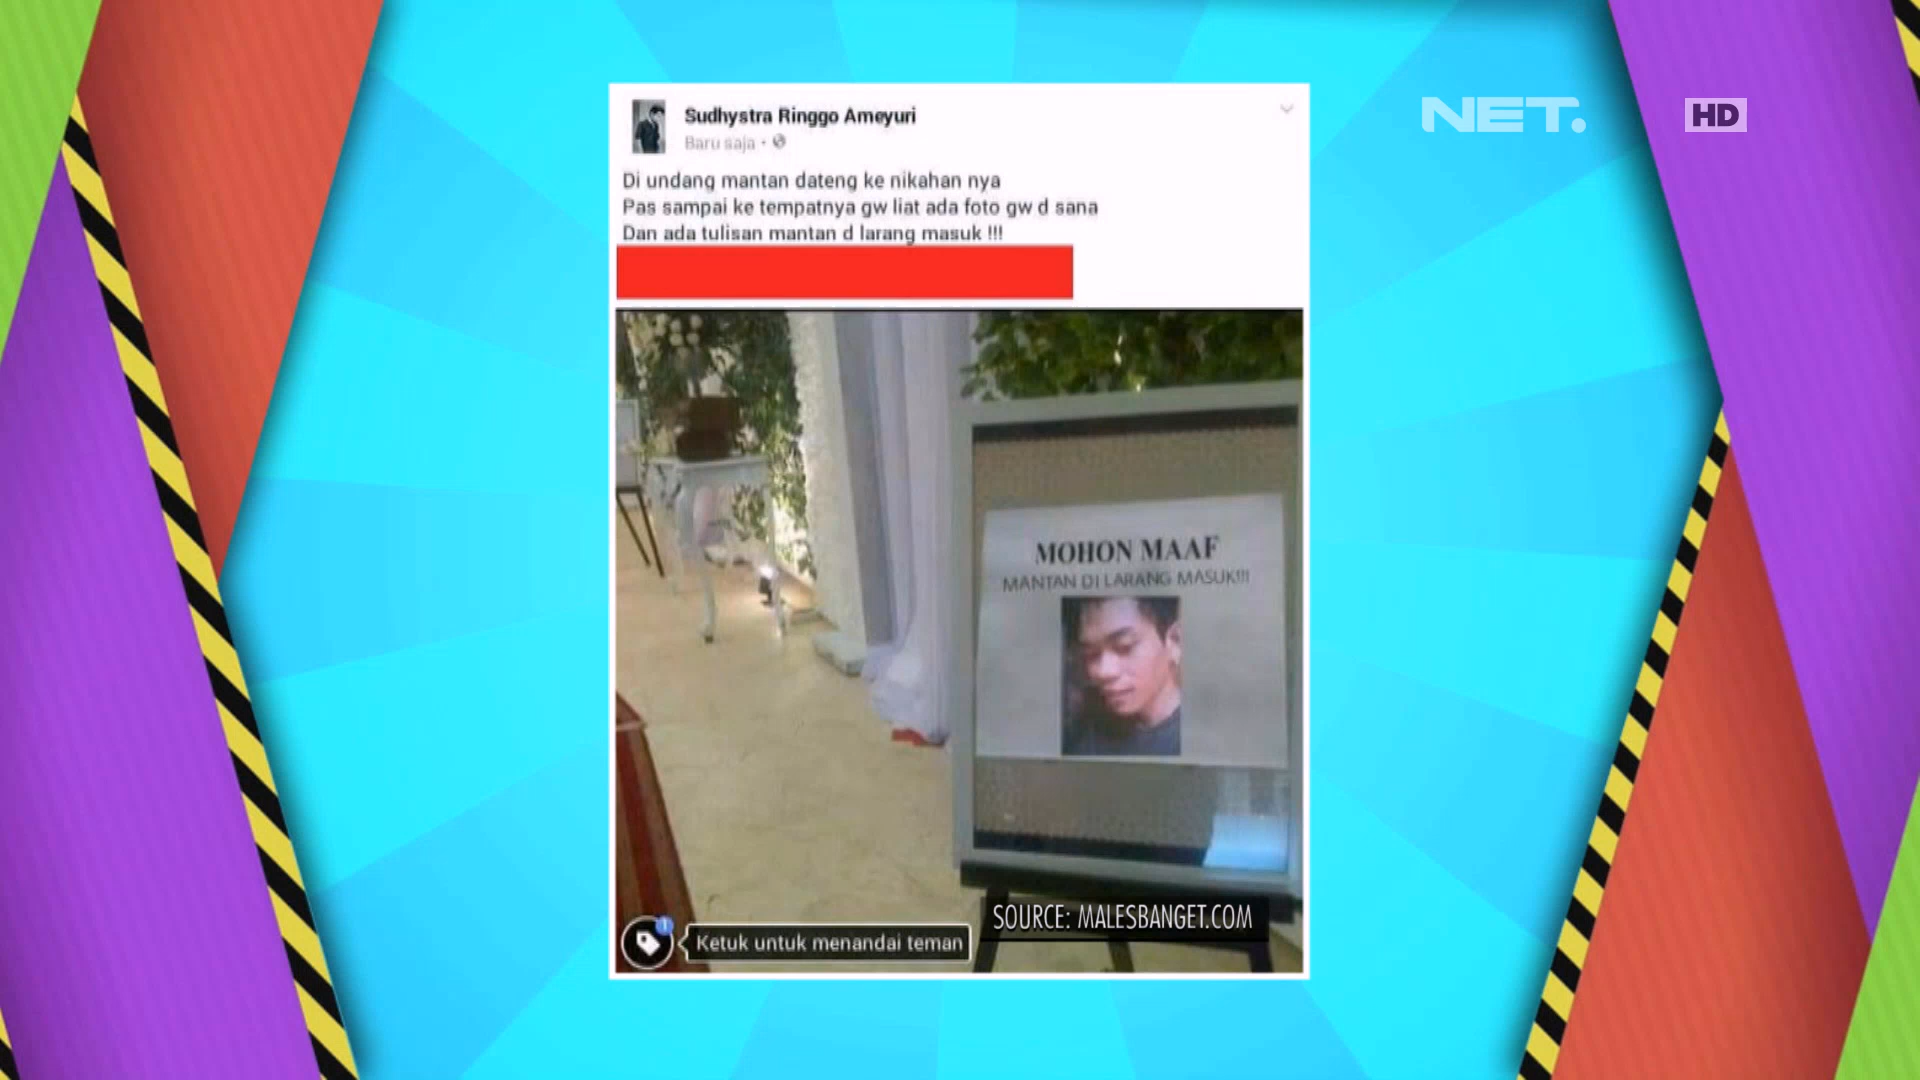 NET.
HD
Sudhystra Ringgo Ameyuri
Baru saja •
Di undang mantan dateng ke nikahan nya
Pas sampai ke tempatnya gw liat ada foto gw d sana
Dan ada tulisan mantan d larang masuk !!!
MOHON MAAF
MANTAN DI LARANG MASUK!!!
SOURCE: MALESBANGET.COM
1
Ketuk untuk menandai teman